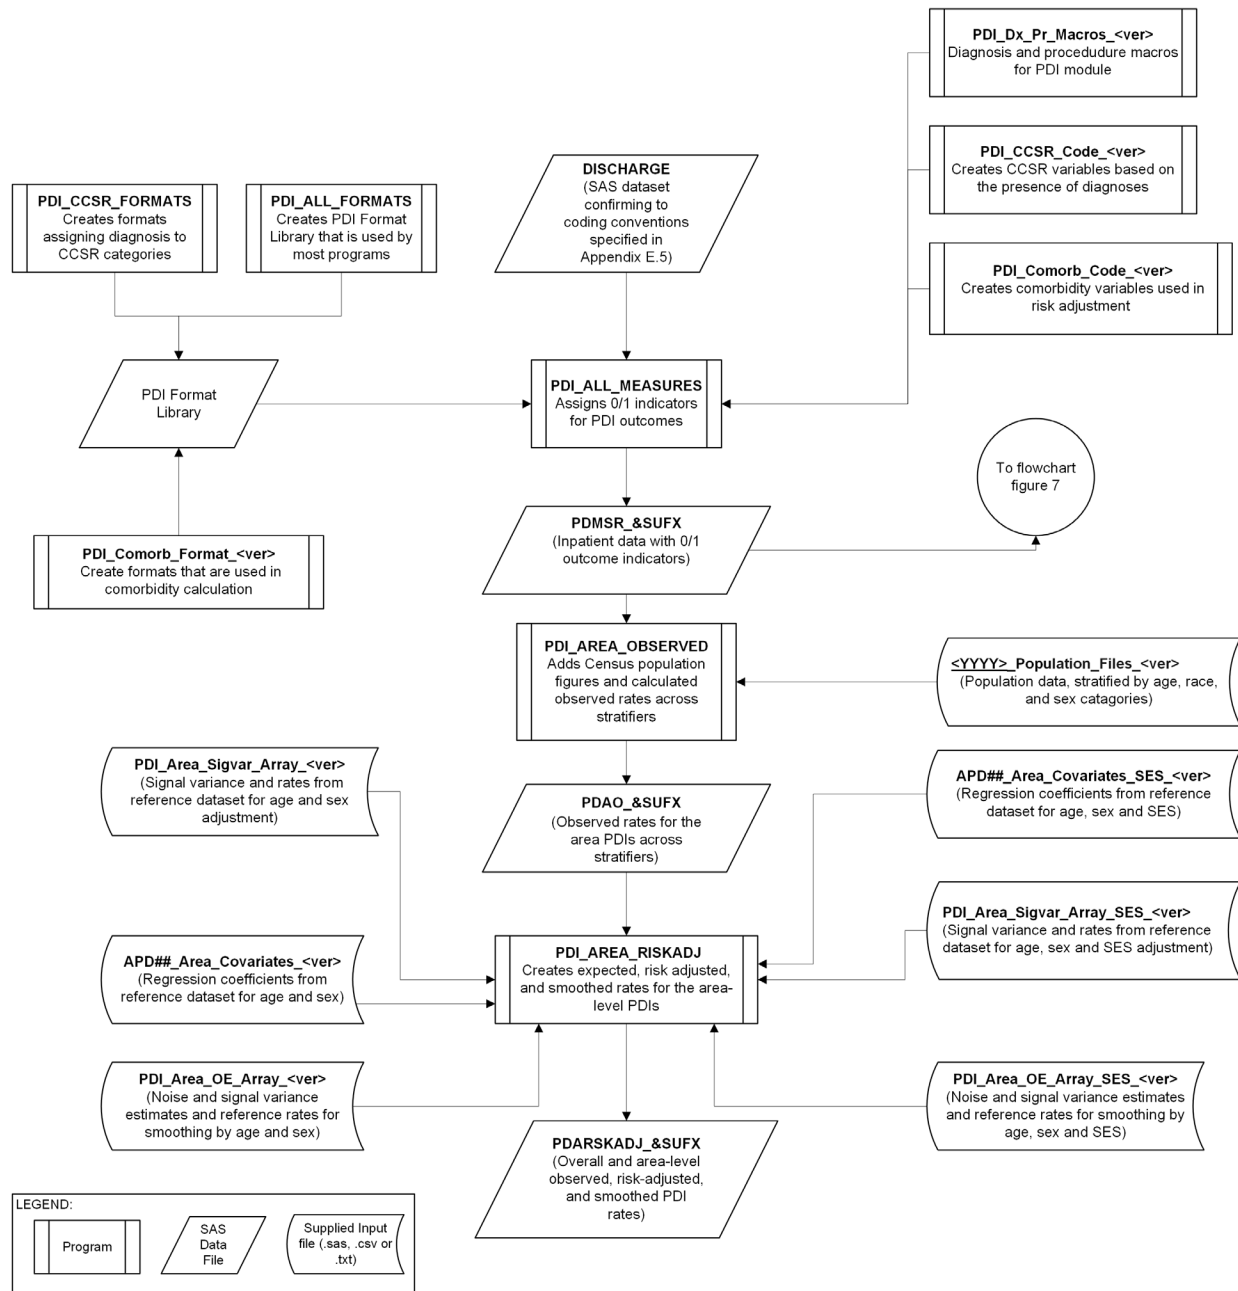 PDI_Dx_Pr_Macros_<ver>
Diagnosis and procedudure macros
for PDI module
PDI_CCSR_Code_<ver>
Creates CCSR variables based on
the presence of diagnoses
PDI_Comorb_Code_<ver>
Creates comorbidity variables used in
risk adjustment
DISCHARGE
(SAS dataset
confirming to
coding conventions
specified in
Appendix E.5)
PDI_CCSR_FORMATS
Creates formats
assigning diagnosis to
CCSR categories
PDI_ALL_FORMATS
Creates PDI Format
Library that is used by
most programs
PDI Format
Library
PDI_ALL_MEASURES
Assigns 0/1 indicators
for PDI outcomes
To flowchart
figure 7
PDI_Comorb_Format_<ver>
Create formats that are used in
comorbidity calculation
PDMSR_&SUFX
(Inpatient data with 0/1
outcome indicators)
PDI_AREA_OBSERVED
Adds Census population
figures and calculated
observed rates across
stratifiers
<YYYY>_Population_Files_<ver>
(Population data, stratified by age, race,
and sex catagories)
PDI_Area_Sigvar_Array_<ver>
(Signal variance and rates from
reference dataset for age and sex
adjustment)
PDAO_&SUFX
(Observed rates for the
area PDIs across
stratifiers)
APD##_Area_Covariates_SES_<ver>
(Regression coefficients from reference
dataset for age, sex and SES)
PDI_Area_Sigvar_Array_SES_<ver>
(Signal variance and rates from reference
dataset for age, sex and SES adjustment)
APD##_Area_Covariates_<ver>
(Regression coefficients from
reference dataset for age and sex)
PDI_AREA_RISKADJ
Creates expected, risk adjusted,
and smoothed rates for the area-
level PDIs
PDI_Area_OE_Array_<ver>
(Noise and signal variance
estimates and reference rates for
smoothing by age and sex)
PDI_Area_OE_Array_SES_<ver>
(Noise and signal variance estimates
and reference rates for smoothing by
age, sex and SES)
PDARSKADJ_&SUFX
(Overall and area-level
observed, risk-adjusted,
and smoothed PDI
rates)
LEGEND:
Program
SAS
Data
File
Supplied Input
file (.sas, .csv or
.txt)